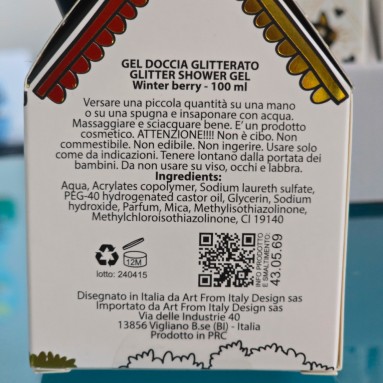 GEL DOCCIA GLITTERATO
GLITTER SHOWER GEL
Winter berry - 100 ml
Versare una piccola quantità su una mano
o su una spugna e insaponare con acqua.
Massaggiare e sciacquare bene. E' un prodotto
cosmetico. ATTENZIONE!!!! Non è cibo. Non
commestibile. Non edibile. Non ingerire. Usare solo
come da indicazioni. Tenere lontano dalla portata dei
bambini. Da non usare su viso, occhi e labbra.
Ingredients:
Aqua, Acrylates copolymer, Sodium laureth sulfate,
PEG-40 hydrogenated castor oil, Glycerin, Sodium
hydroxide, Parfum, Mica, Methylisothiazolinone,
Methylchloroisothiazolinone, CI 19140
12M
lotto: 240415
INFO PRODOTTO
E SMALTIMENTO:
43.05.69
Disegnato in Italia da Art From Italy Design sas
Importato da Art From Italy Design sas
Via delle Industrie 40
13856 Vigliano B.se (BI) - Italia
Prodotto in PRC